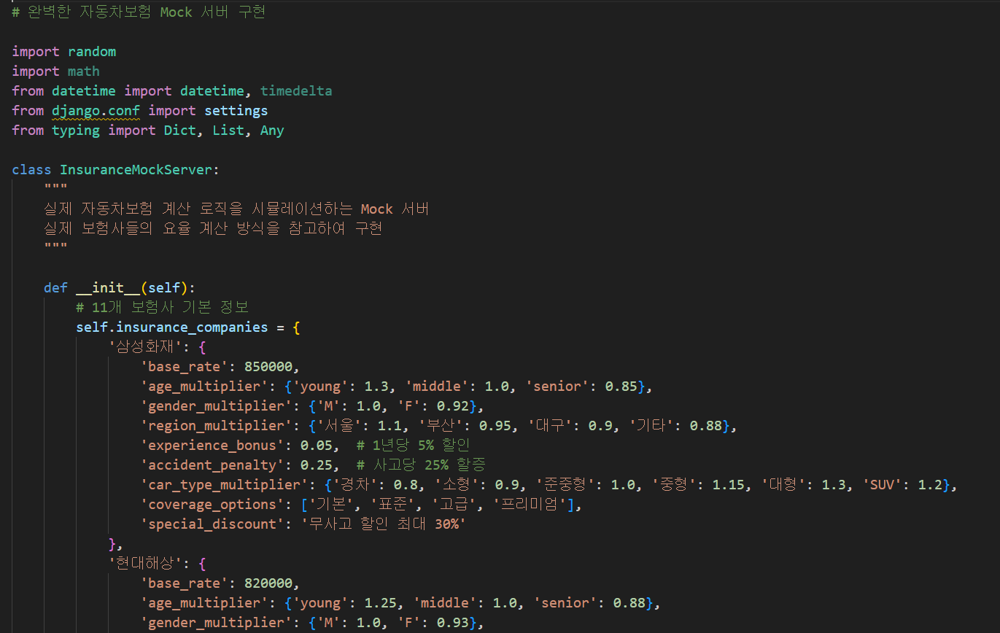 # 완벽한 자동차보험 Mock 서버 구현
import random
import math
from datetime import datetime, timedelta
from django.conf import settings
from typing import Dict, List, Any
class InsuranceMockServer:
"""
실제 자동차보험 계산 로직을 시뮬레이션하는 Mock 서버
실제 보험사들의 요율 계산 방식을 참고하여 구현
"""
def __init__(self):
# 11개 보험사 기본 정보
self.insurance_companies = {
'삼성화재': {
'base_rate': 850000,
'age_multiplier': {'young': 1.3, 'middle': 1.0, 'senior': 0.85},
'gender_multiplier': {'M': 1.0, 'F': 0.92},
'region_multiplier': {'서울': 1.1, '부산': 0.95, '대구': 0.9, '기타': 0.88},
'experience_bonus': 0.05,  # 1년당 5% 할인
'accident_penalty': 0.25,  # 사고당 25% 할증
'car_type_multiplier': {'경차': 0.8, '소형': 0.9, '준중형': 1.0, '중형': 1.15, '대형': 1.3, 'SUV': 1.2},
'coverage_options': ['기본', '표준', '고급', '프리미엄'],
'special_discount': '무사고 할인 최대 30%'
},
'현대해상': {
'base_rate': 820000,
'age_multiplier': {'young': 1.25, 'middle': 1.0, 'senior': 0.88},
'gender_multiplier': {'M': 1.0, 'F': 0.93},